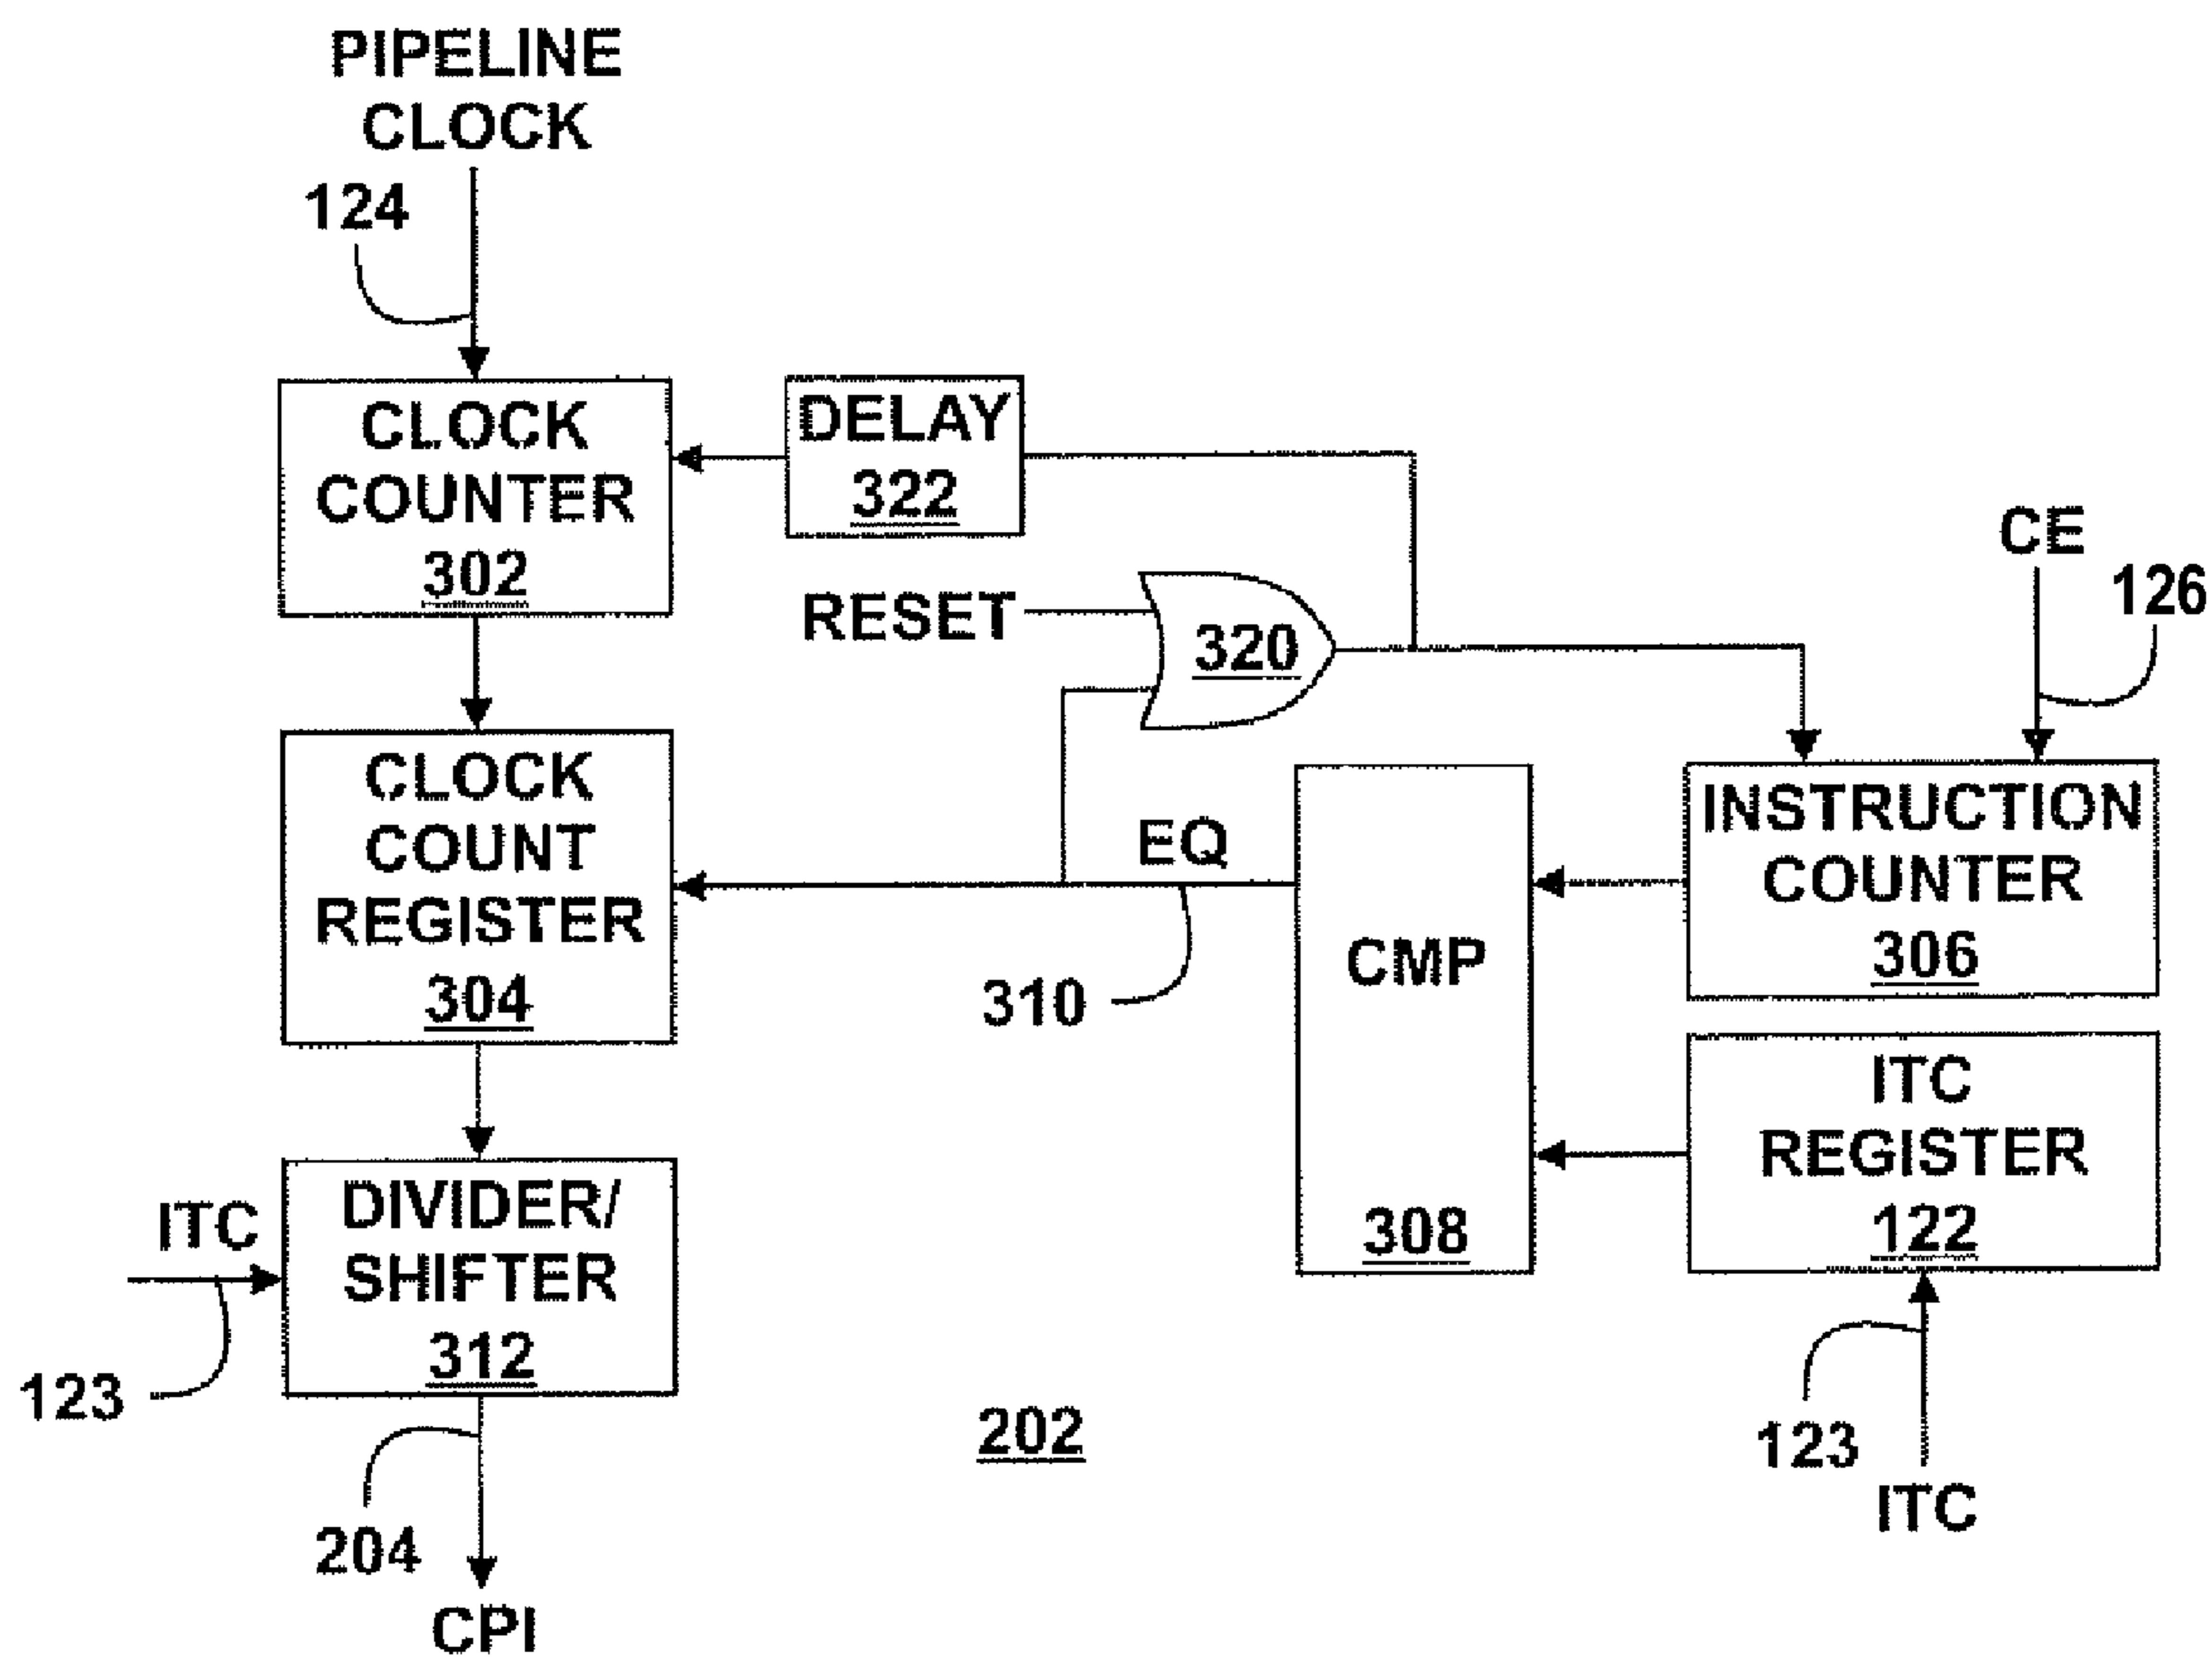 PIPELINE
CLOCK
124
CLOCK
COUNTER
302
DELAY
322
RESET
320
CE
126
CLOCK
COUNT
REGISTER
304
EQ
310
CMP
308
INSTRUCTION
COUNTER
306
ITC
REGISTER
122
ITC
123
DIVIDER/
SHIFTER
312
202
123
ITC
204
CPI